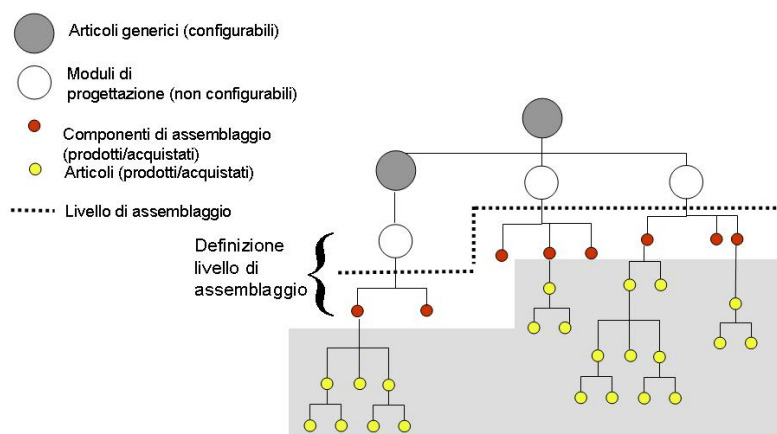 Articoli generici (configurabili)
Moduli di
progettazione (non configurabili)
Componenti di assemblaggio
(prodotti/acquistati)
Articoli (prodotti/acquistati)
Livello di assemblaggio
Definizione
livello di
assemblaggio